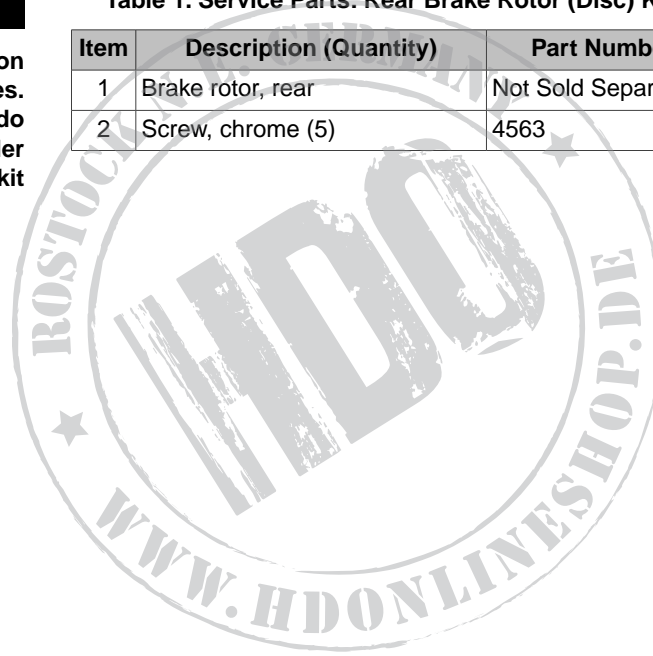 Table 1. Service Parts: Rear Brake Rotor (Disc)
on
es.
do
ler
kit
Item Description (Quantity) Part Numb
1 Brake rotor, rear Not Sold Separ
2 Screw, chrome (5) 4563
ROSTOCK N.E. GERMANY
HDO
WWW.HDONLINESHOP.DE